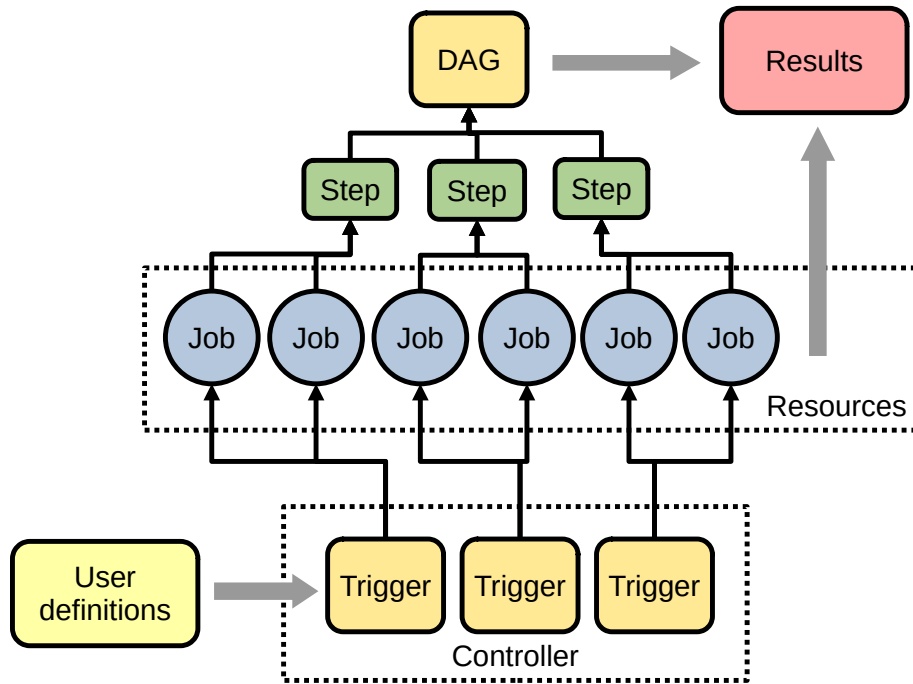 DAG
Results
Step
Step
Step
Job
Job
Job
Job
Job
Job
Resources
User
definitions
Trigger
Trigger
Trigger
Controller